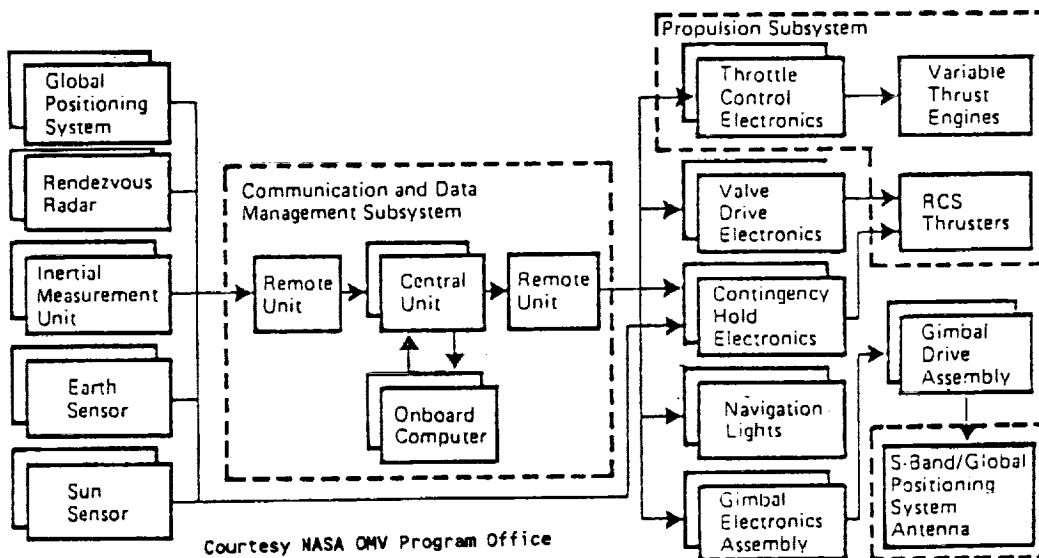 Global
Positioning
System
Rendezvous
Radar
Inertial
Measurement
Unit
Earth
Sensor
Sun
Sensor
Communication and Data
Management Subsystem
Remote
Unit
Central
Unit
Remote
Unit
Onboard
Computer
Propulsion Subsystem
Throttle
Control
Electronics
Variable
Thrust
Engines
Valve
Drive
Electronics
RCS
Thrusters
Contingency
Hold
Electronics
Gimbal
Drive
Assembly
Navigation
Lights
Gimbal
Electronics
Assembly
S-Band/Global
Positioning
System
Antenna
Courtesy NASA OMV Program Office